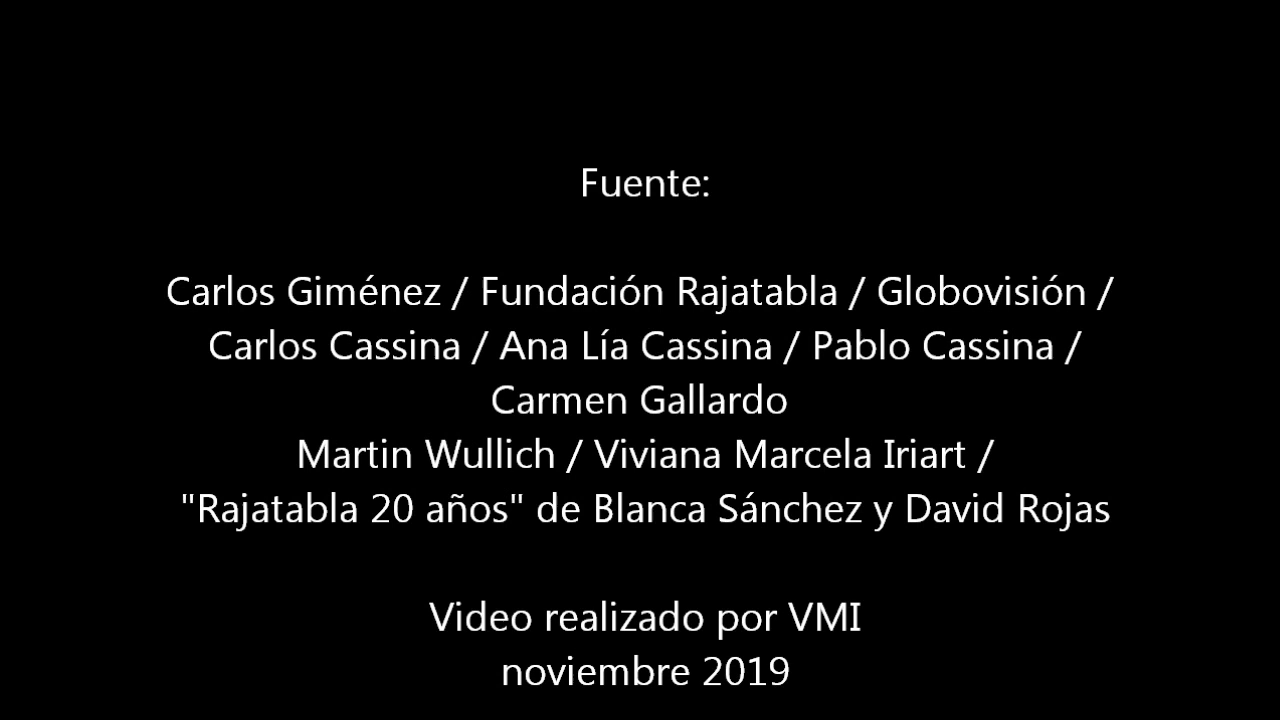 Fuente:
Carlos Giménez / Fundación Rajatabla / Globovisión /
Carlos Cassina / Ana Lía Cassina / Pablo Cassina /
Carmen Gallardo
Martin Wullich / Viviana Marcela Iriart /
"Rajatabla 20 años" de Blanca Sánchez y David Rojas
Video realizado por VMI
noviembre 2019